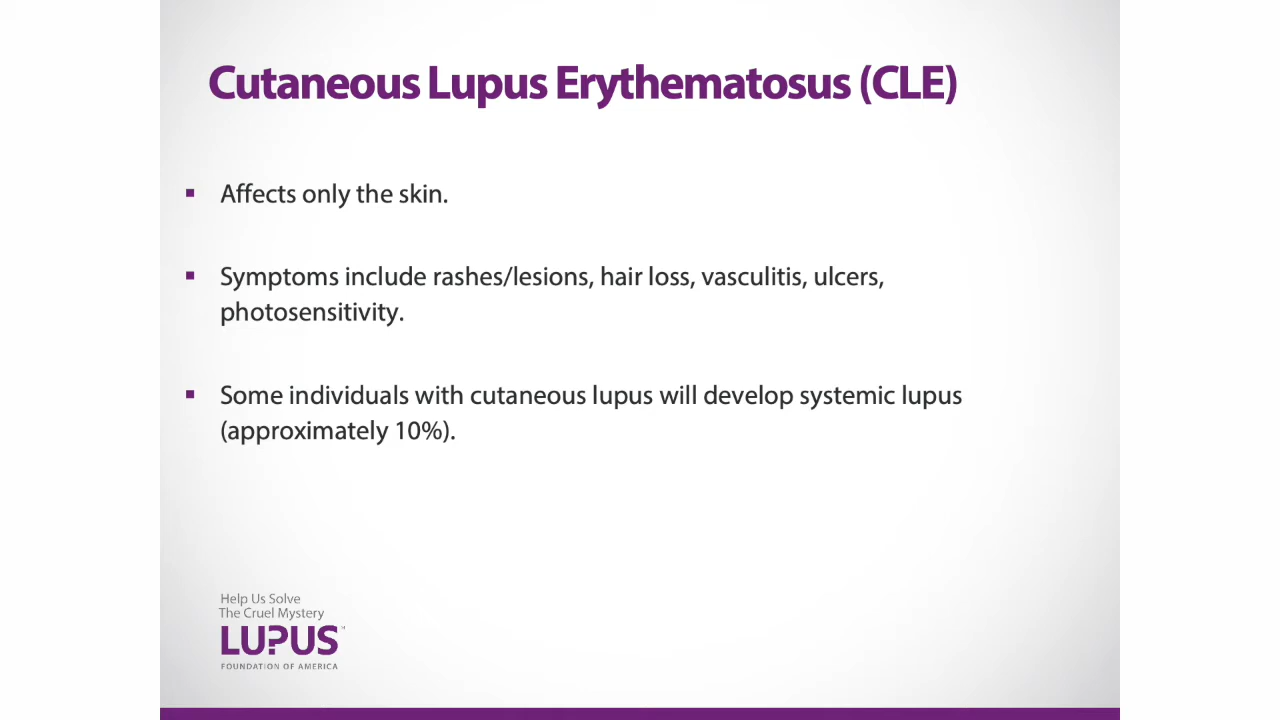 Cutaneous Lupus Erythematosus (CLE)
▪ Affects only the skin.
▪ Symptoms include rashes/lesions, hair loss, vasculitis, ulcers,
photosensitivity.
▪ Some individuals with cutaneous lupus will develop systemic lupus
(approximately 10%).
Help Us Solve
The Cruel Mystery
LUPUS™
FOUNDATION OF AMERICA